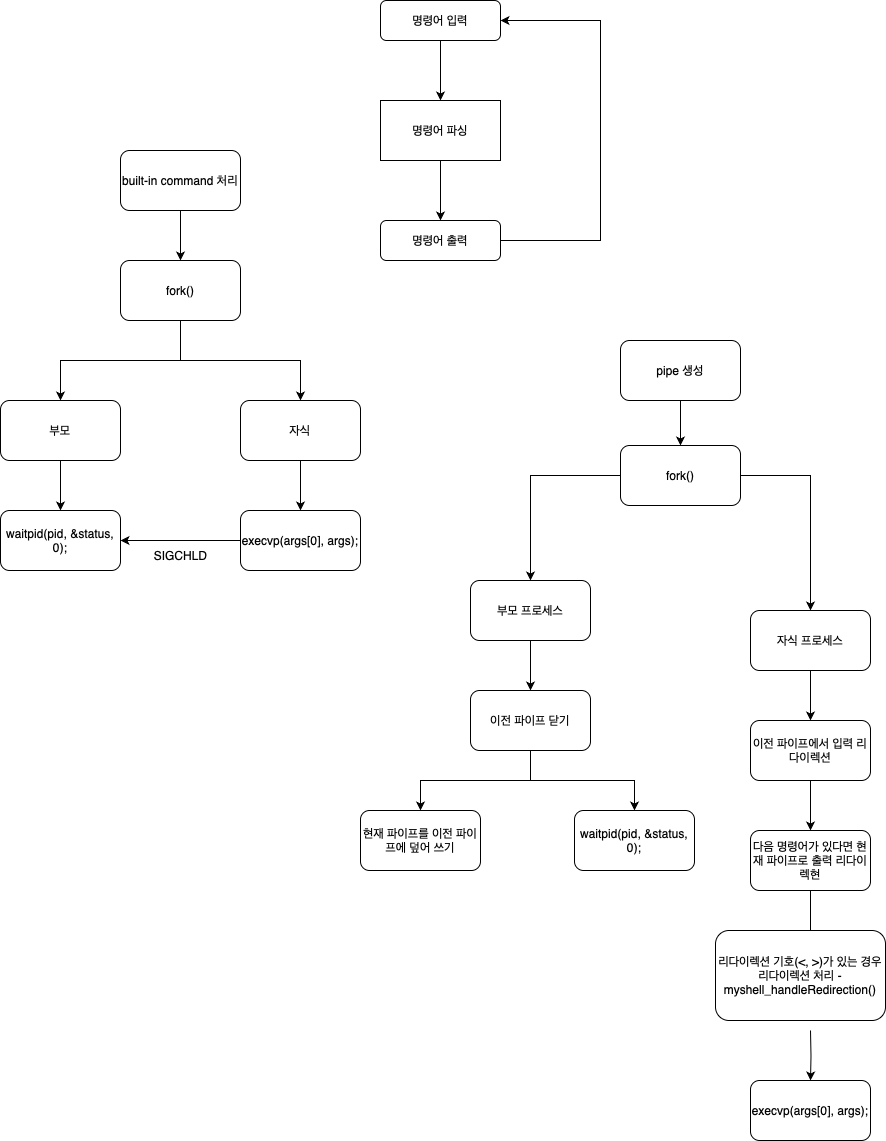 명령어 입력
명령어 파싱
명령어 출력
built-in command 처리
fork()
부모
자식
waitpid(pid, &status,
0);
execvp(args[0], args);
SIGCHLD
pipe 생성
fork()
부모 프로세스
자식 프로세스
이전 파이프 닫기
이전 파이프에서 입력 리
다이렉션
현재 파이프를 이전 파이
프에 덮어 쓰기
waitpid(pid, &status,
0);
다음 명령어가 있다면 현
재 파이프로 출력 리다이
렉현
리다이렉션 기호(<, >)가 있는 경우
리다이렉션 처리 -
myshell_handleRedirection()
execvp(args[0], args);